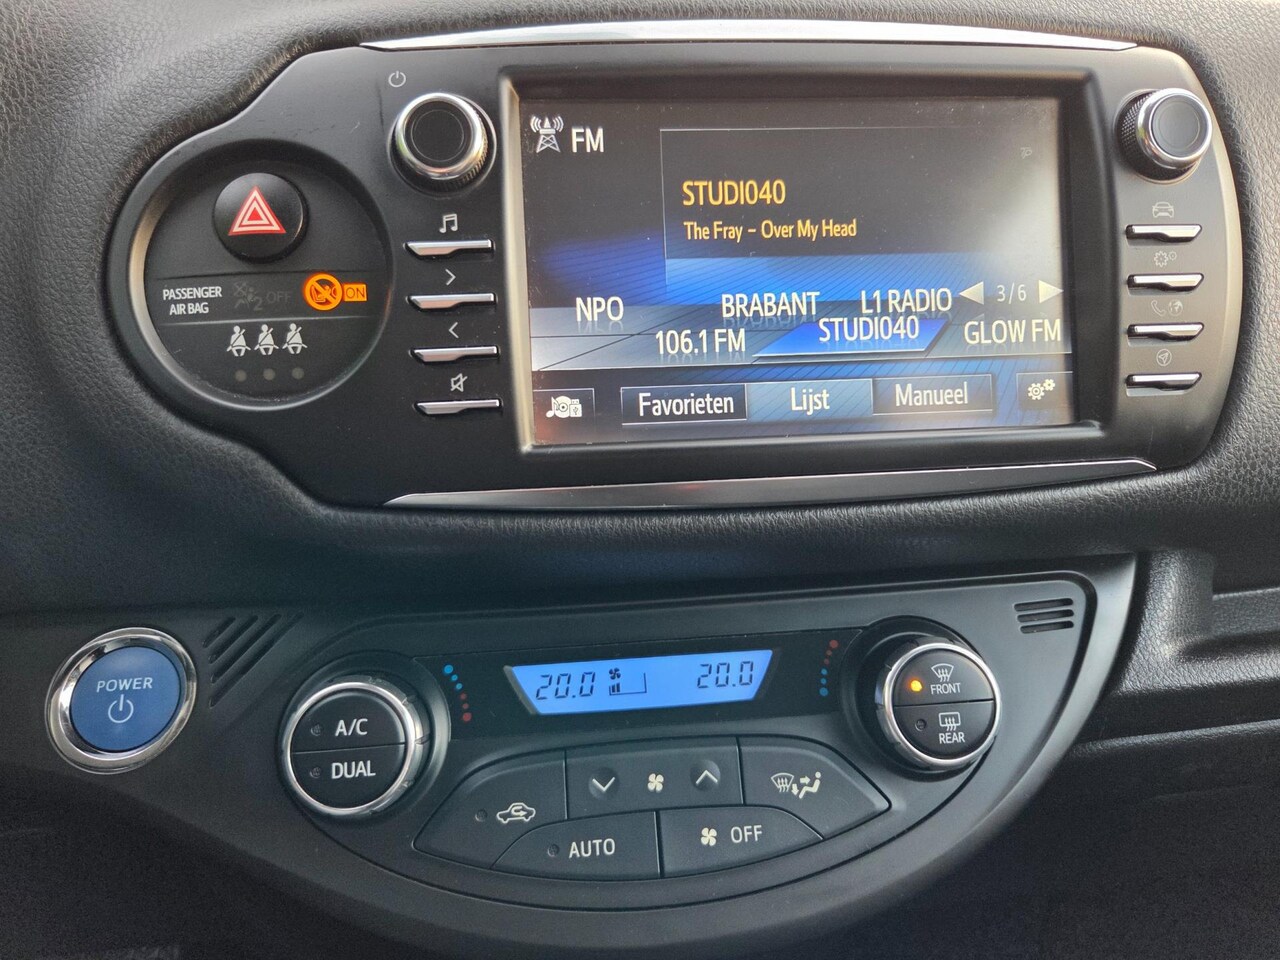 FM
STUDIO40
The Fray - Over My Head
NPO BRABANT L1 RADIO 3/6
106.1 FM STUDIO40 GLOW FM
Favorieten Lijst Manueel
PASSENGER
AIR BAG
2 OFF
ON
POWER
A/C
DUAL
20.0 20.0
FRONT
REAR
AUTO
OFF